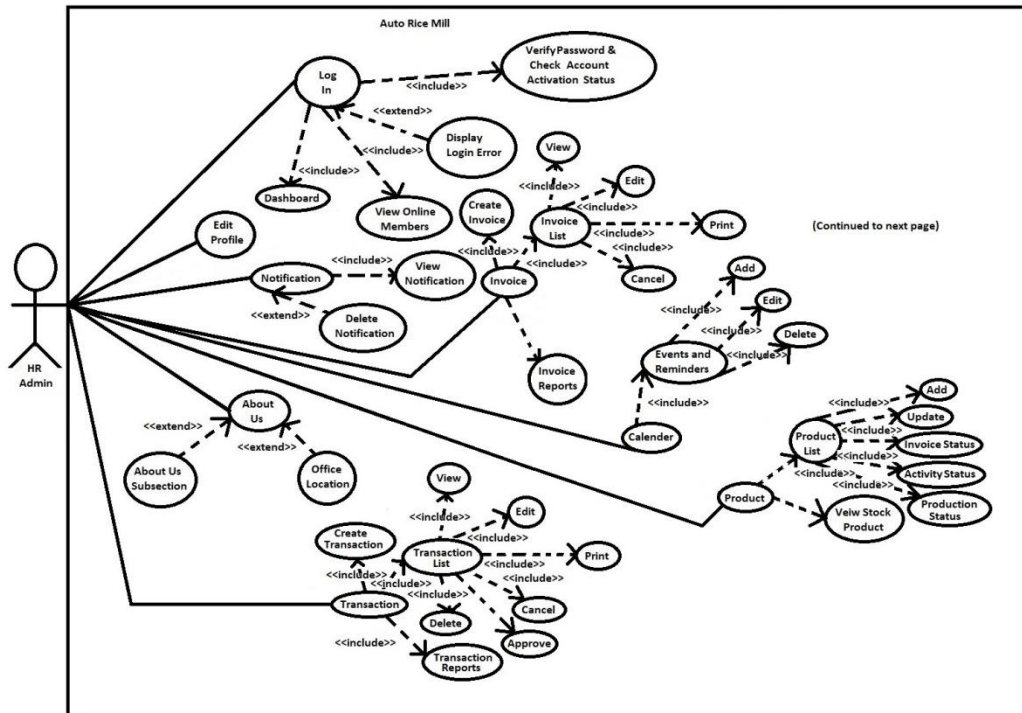 Auto Rice Mill
Log
In
<<include>>
Verify Password &
Check Account
Activation Status
<<extend>>
Display
Login Error
<<include>>
<<include>>
Dashboard
View Online
Members
Edit
Profile
Notification
<<include>>
View
Notification
<<extend>>
Delete
Notification
HR
Admin
Create
Invoice
<<include>>
Invoice
<<include>>
Invoice
List
View
<<include>>
Edit
<<include>>
Print
<<include>>
Cancel
<<include>>
Invoice
Reports
(Continued to next page)
Add
<<include>>
Edit
<<include>>
Delete
<<include>>
Events and
Reminders
<<include>>
Calender
About
Us
<<extend>>
<<extend>>
About Us
Subsection
Office
Location
Product
List
Add
<<include>>
Update
<<include>>
Invoice Status
<<include>>
Activity Status
<<include>>
Production
Status
<<include>>
<<include>>
Product
Veiw Stock
Product
View
<<include>>
Edit
<<include>>
Create
Transaction
<<include>>
Transaction
List
Print
<<include>>
Transaction
<<include>>
<<include>>
Cancel
Delete
Approve
<<include>>
Transaction
Reports